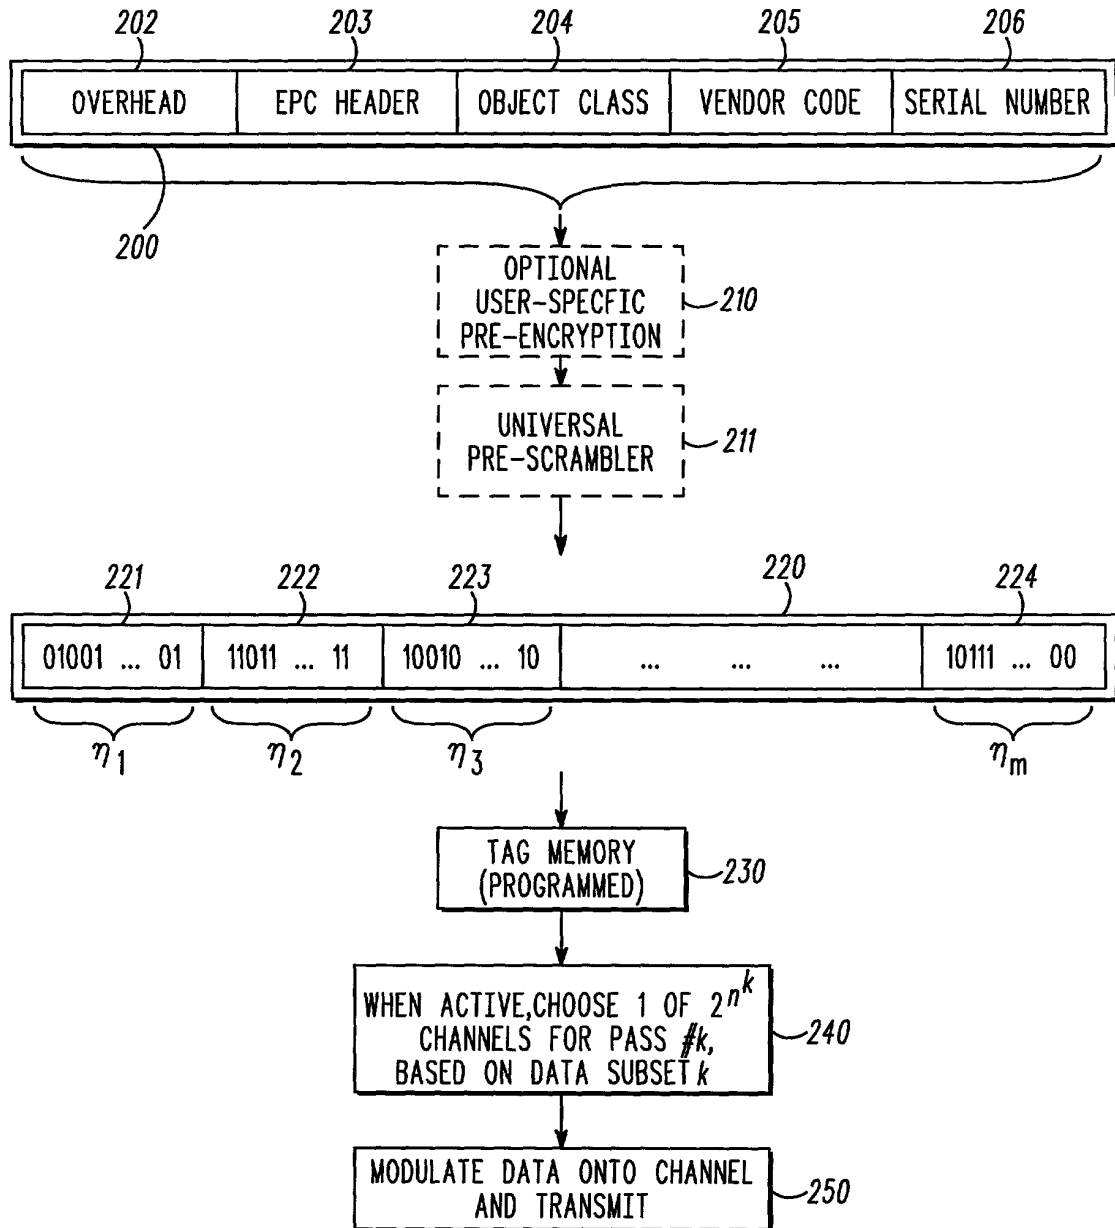 202 203 204 205 206
OVERHEAD EPC HEADER OBJECT CLASS VENDOR CODE SERIAL NUMBER
200
OPTIONAL
USER-SPECFIC
PRE-ENCRYPTION
210
UNIVERSAL
PRE-SCRAMBLER
211
221 222 223 220 224
01001 ... 01 11011 ... 11 10010 ... 10 ... ... ... 10111 ... 00
η1 η2 η3 ηm
TAG MEMORY
(PROGRAMMED)
230
WHEN ACTIVE,CHOOSE 1 OF 2^n^k
CHANNELS FOR PASS #k,
BASED ON DATA SUBSET k
240
MODULATE DATA ONTO CHANNEL
AND TRANSMIT
250